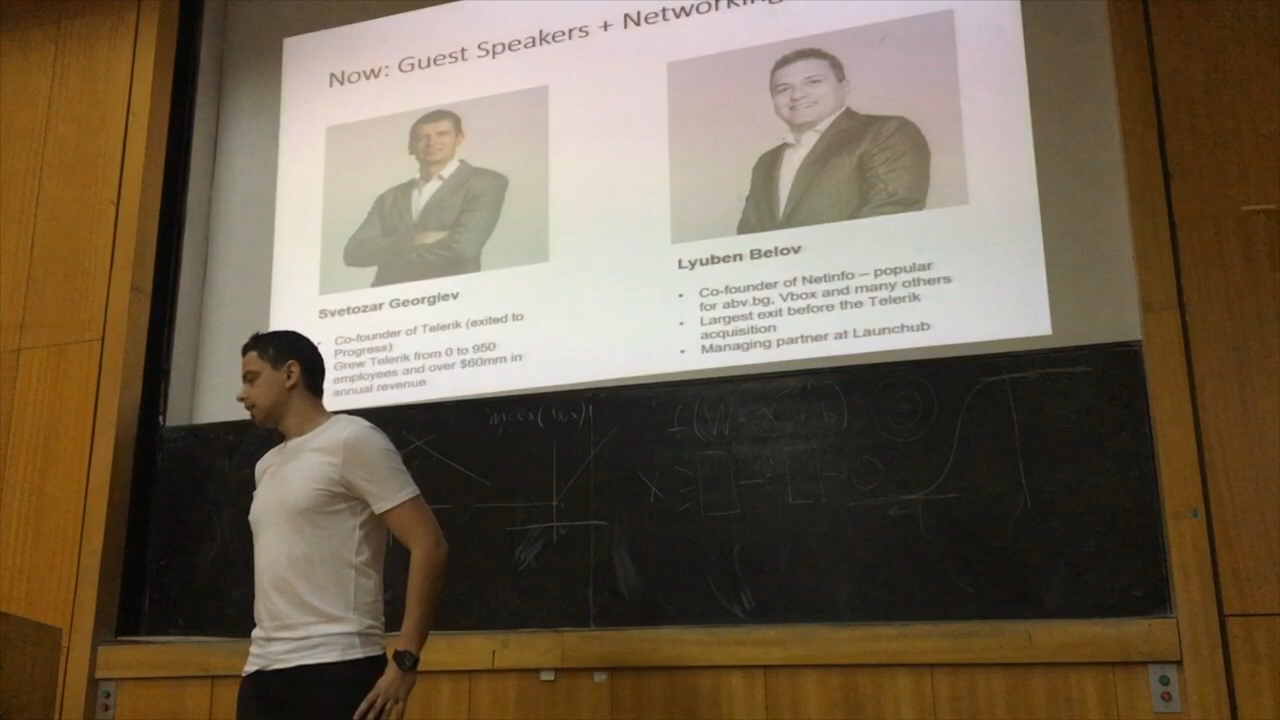 Now: Guest Speakers + Networking
Svetozar Georgiev
• Co-founder of Telerik (exited to
Progress)
Grew Telerik from 0 to 950
employees and over $60mm in
annual revenue
Lyuben Belov
• Co-founder of Netinfo – popular
for abv.bg, Vbox and many others
• Largest exit before the Telerik
acquisition
• Managing partner at Launchub
f(W · X + b)
X